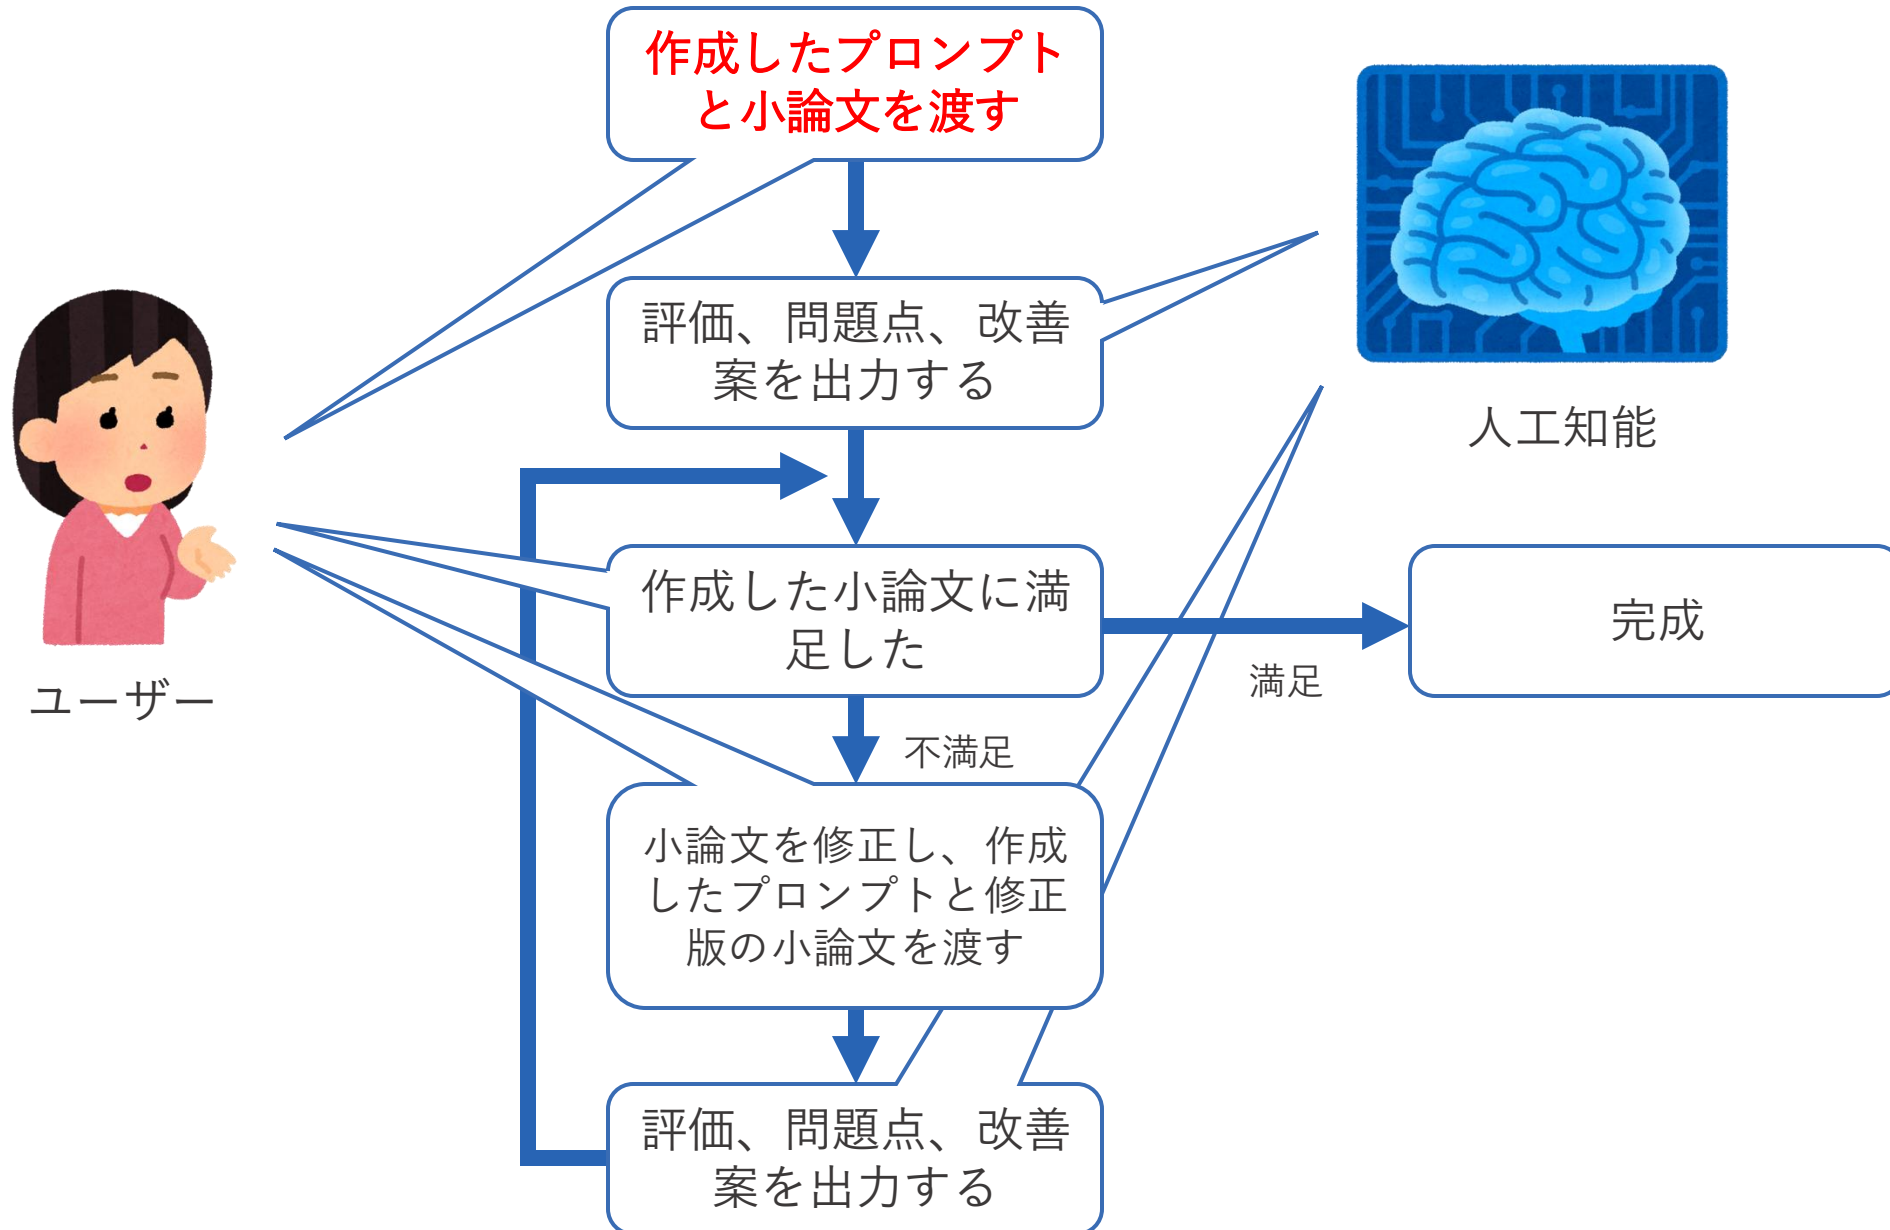 作成したプロンプト
と小論文を渡す
評価、問題点、改善
案を出力する
人工知能
作成した小論文に満
足した
完成
満足
ユーザー
不満足
小論文を修正し、作成
したプロンプトと修正
版の小論文を渡す
評価、問題点、改善
案を出力する